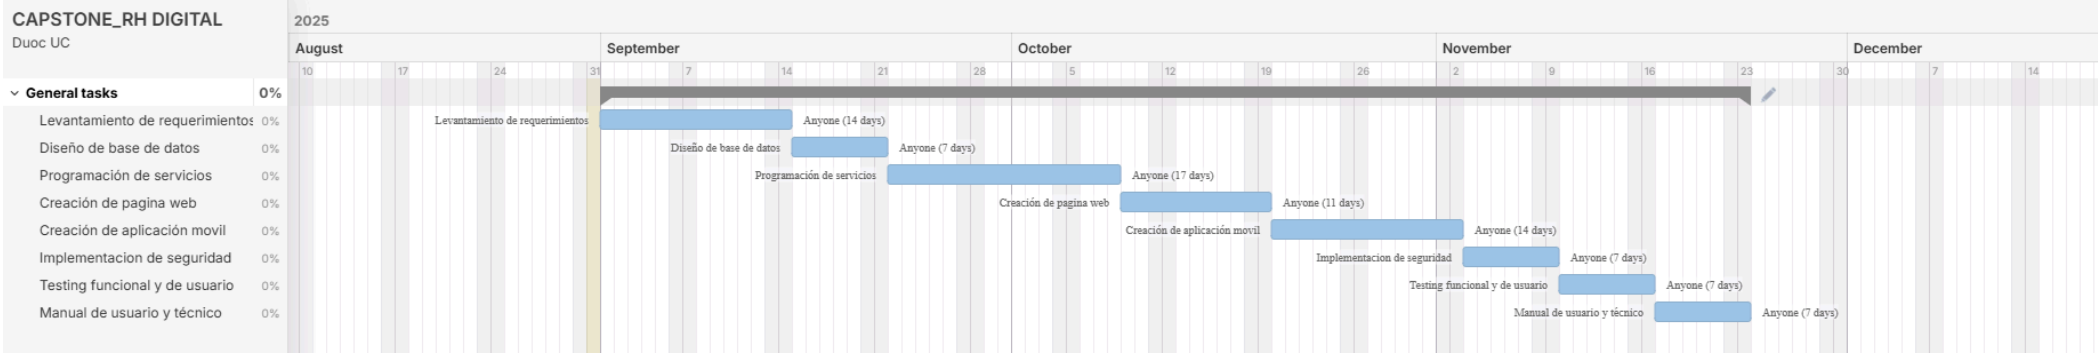 CAPSTONE_RH DIGITAL
Duoc UC
2025
August September October November December
10 17 24 31 7 14 21 28 5 12 19 26 2 9 16 23 30 7 14
General tasks 0%
Levantamiento de requerimientos 0% Levantamiento de requerimientos Anyone (14 days)
Diseño de base de datos 0% Diseño de base de datos Anyone (7 days)
Programación de servicios 0% Programación de servicios Anyone (17 days)
Creación de pagina web 0% Creación de pagina web Anyone (11 days)
Creación de aplicación movil 0% Creación de aplicación movil Anyone (14 days)
Implementacion de seguridad 0% Implementacion de seguridad Anyone (7 days)
Testing funcional y de usuario 0% Testing funcional y de usuario Anyone (7 days)
Manual de usuario y técnico 0% Manual de usuario y técnico Anyone (7 days)